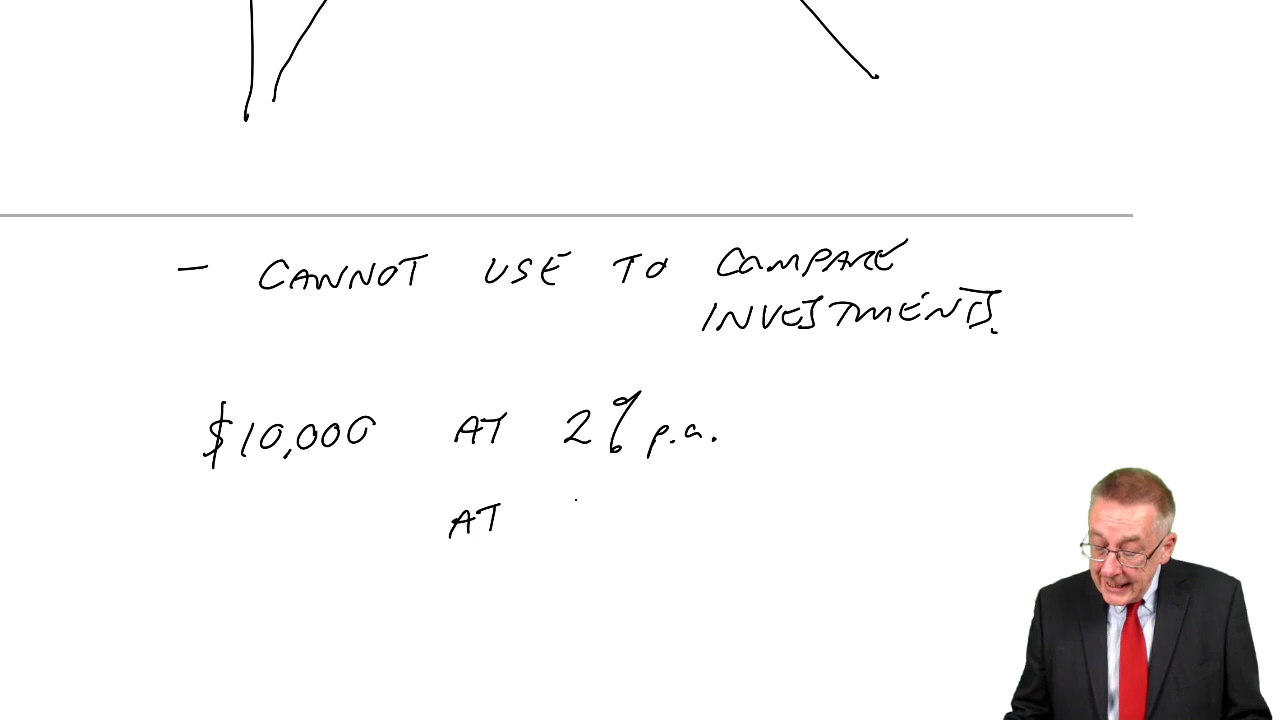 - CANNOT USE TO COMPARE
INVESTMENTS.
$10,000 AT 2% p.a.
AT